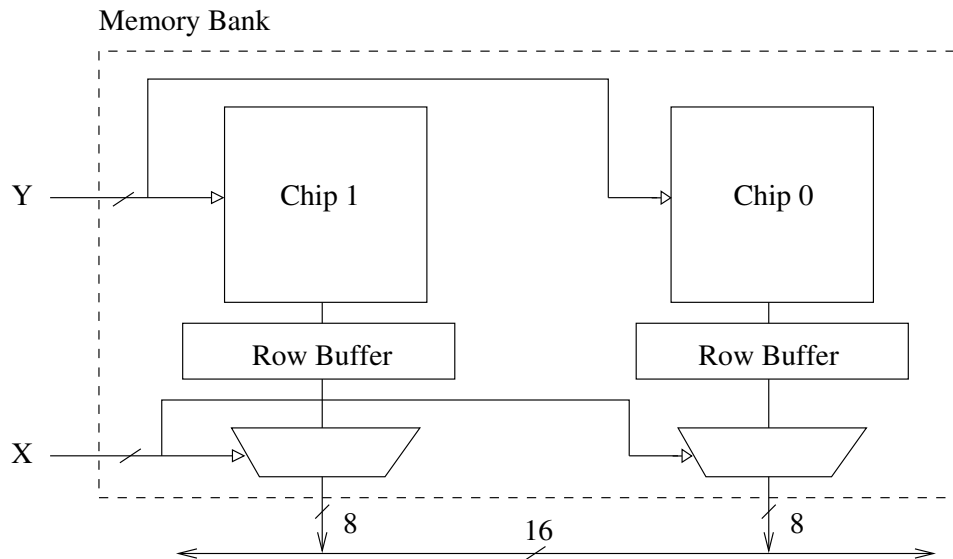 Memory Bank
Y
Chip 1
Chip 0
Row Buffer
Row Buffer
X
8
16
8